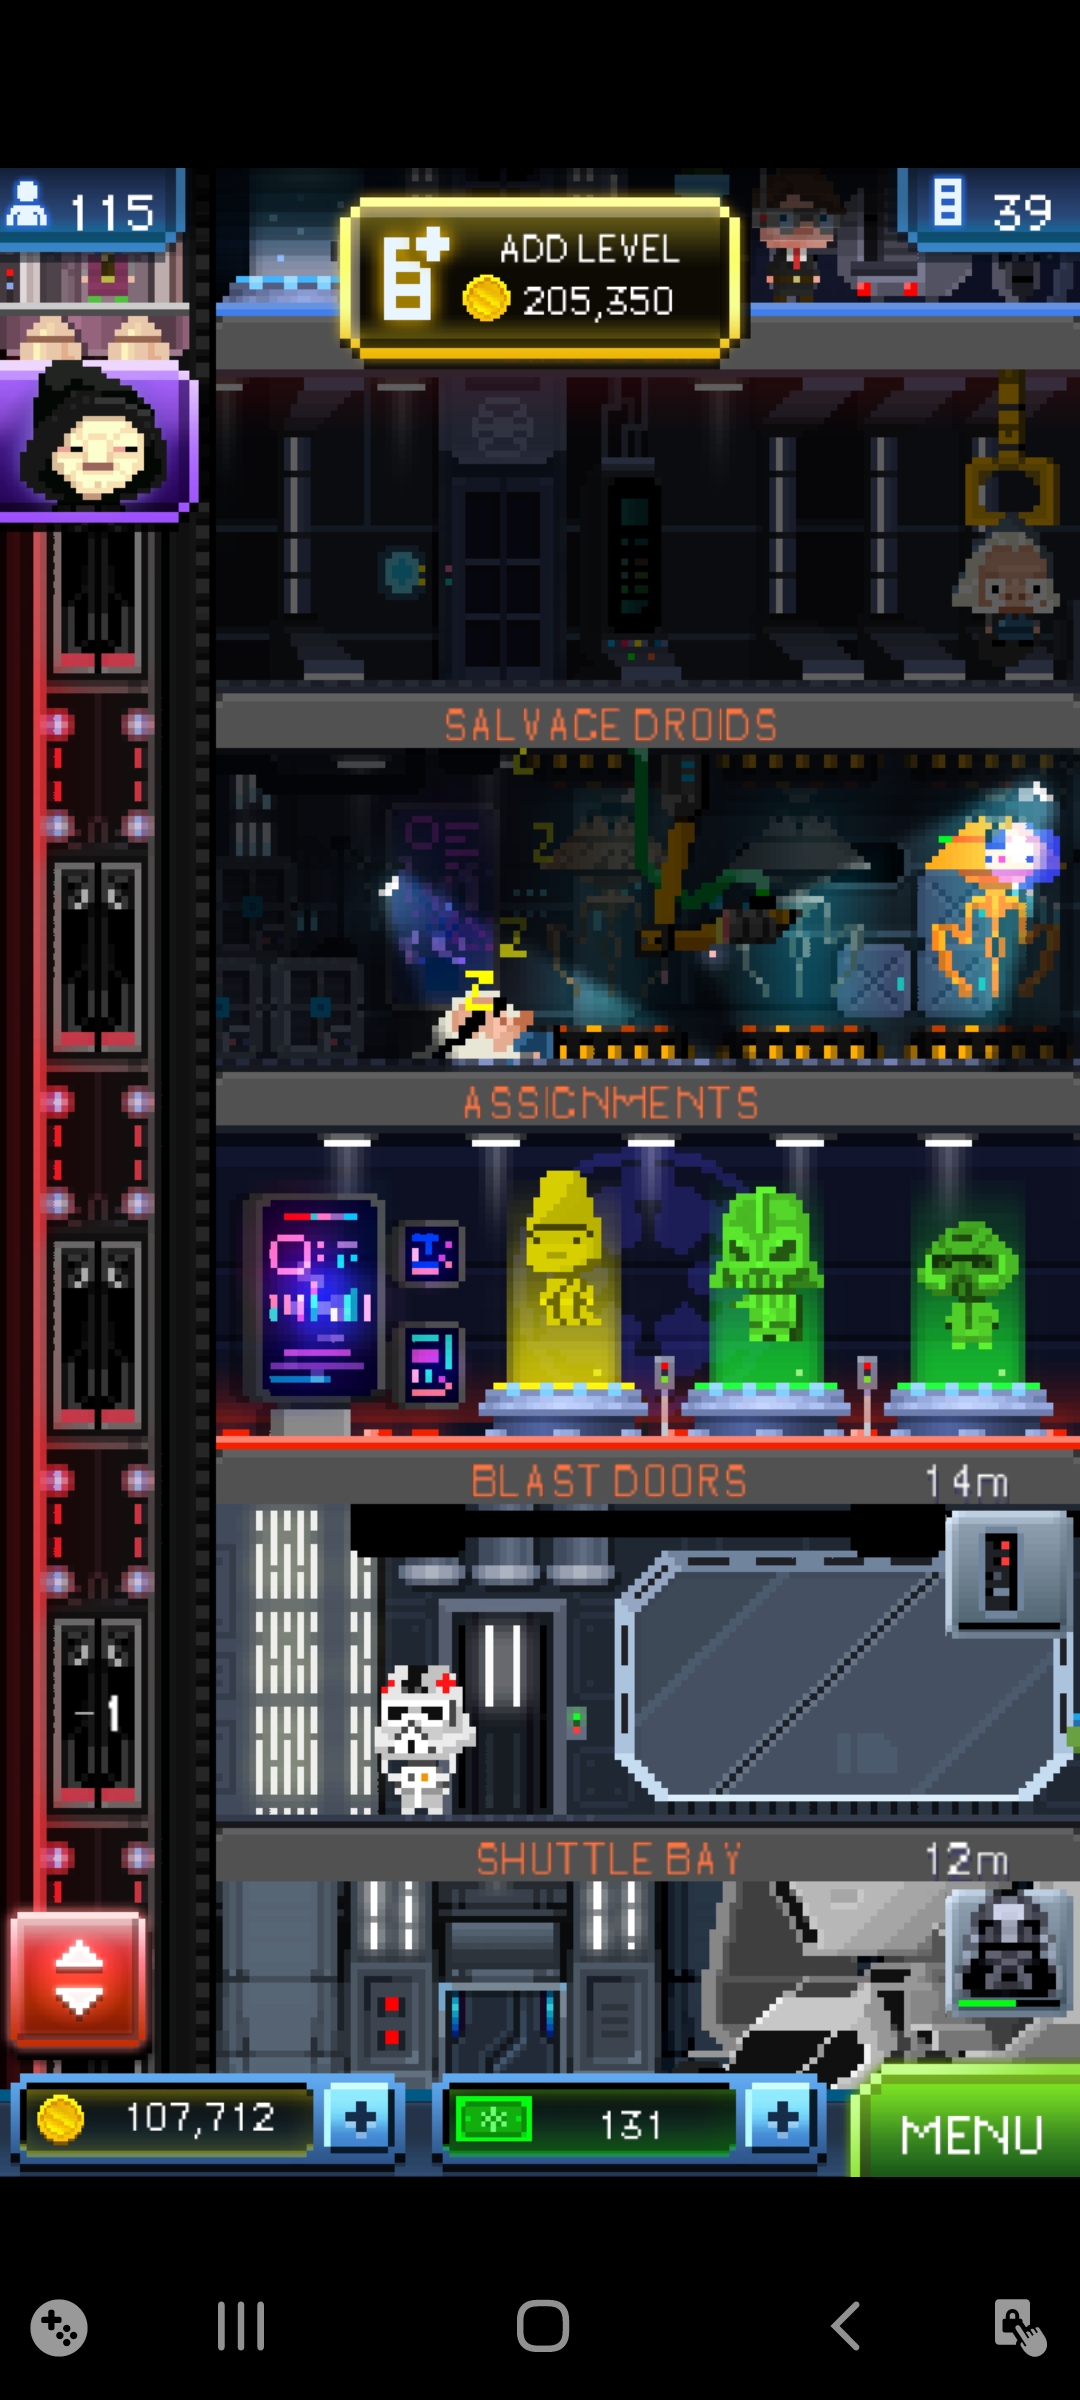 115
ADD LEVEL
205,350
39
SALVAGE DROIDS
Z
Z
Z
Z
ASSIGNMENTS
BLAST DOORS 14m
-1
SHUTTLE BAY 12m
107,712
131
MENU